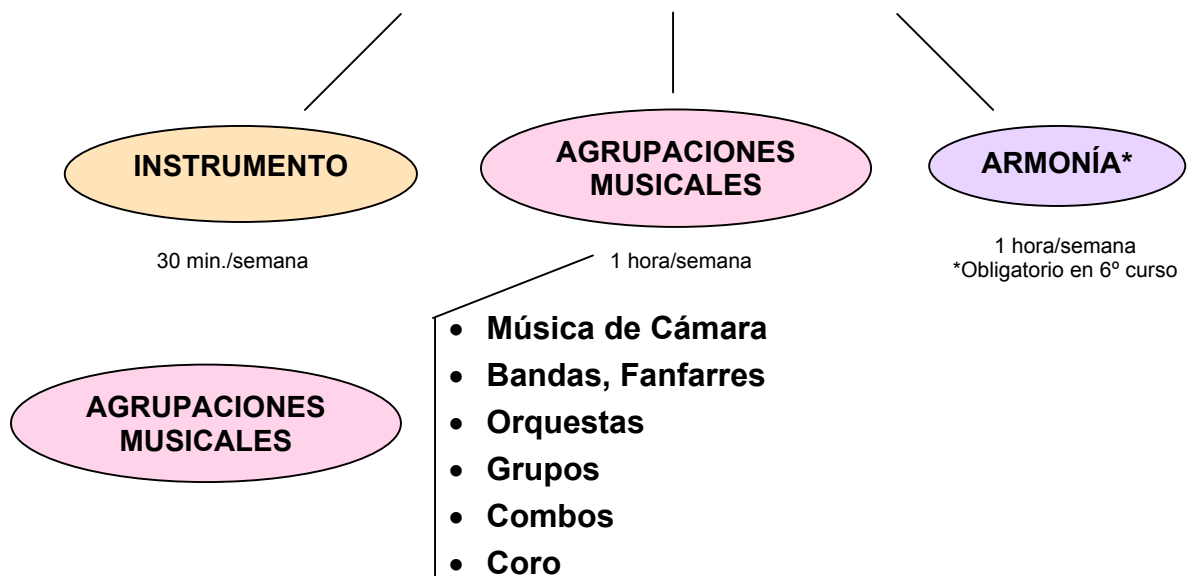 INSTRUMENTO
AGRUPACIONES
MUSICALES
ARMONÍA*
30 min./semana
1 hora/semana
1 hora/semana
*Obligatorio en 6º curso
AGRUPACIONES
MUSICALES
• Música de Cámara
• Bandas, Fanfarres
• Orquestas
• Grupos
• Combos
• Coro